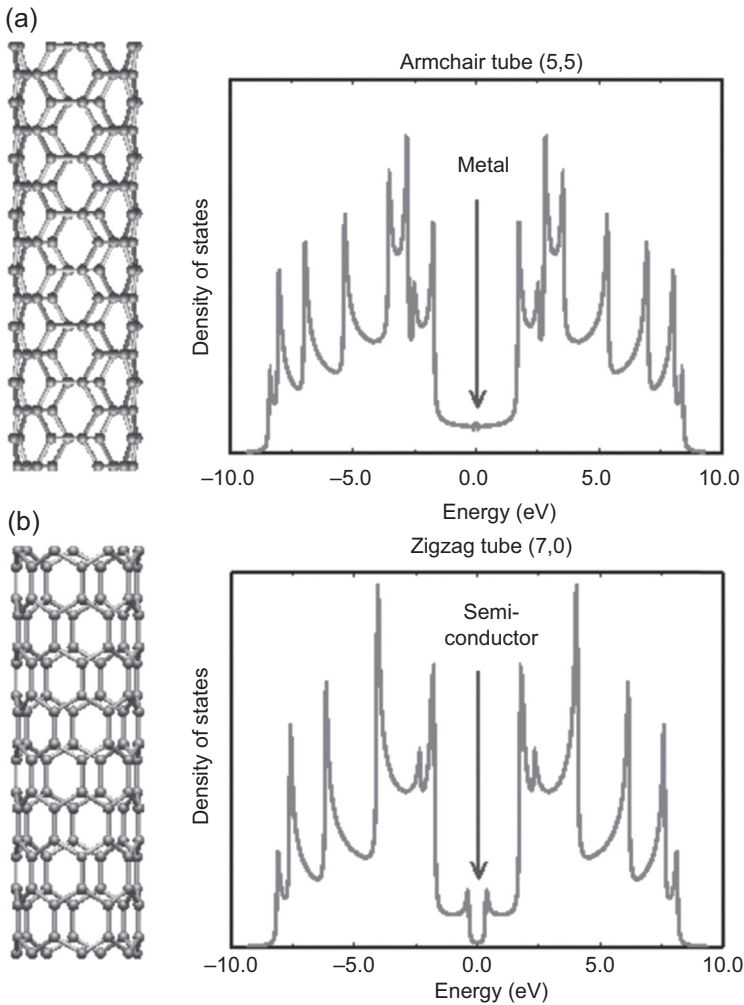 (a)
Armchair tube (5,5)
Metal
Density of states
–10.0 –5.0 0.0 5.0 10.0
Energy (eV)
(b)
Zigzag tube (7,0)
Semi-
conductor
Density of states
–10.0 –5.0 0.0 5.0 10.0
Energy (eV)